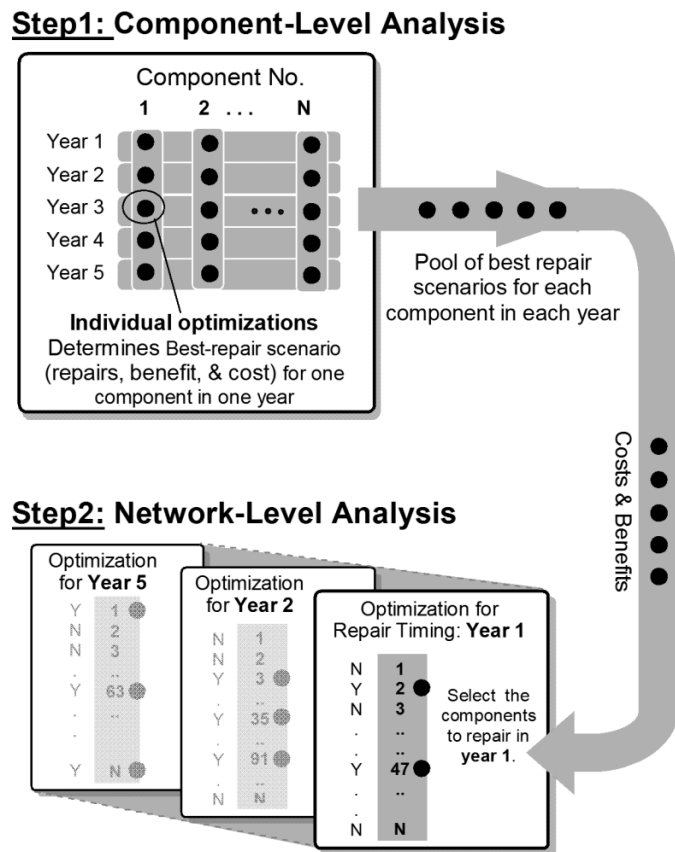 Step1: Component-Level Analysis
Component No.
1 2 . . . N
Year 1
Year 2
Year 3
Year 4
Year 5
Individual optimizations
Determines Best-repair scenario
(repairs, benefit, & cost) for one
component in one year
Pool of best repair
scenarios for each
component in each year
Costs & Benefits
Step2: Network-Level Analysis
Optimization
for Year 5
Y 1
N 2
N 3
. ..
Y 63
. ..
.
Y N
Optimization
for Year 2
N 1
N 2
Y 3
. ..
Y 35
. ..
Y 91
. ..
N N
Optimization for
Repair Timing: Year 1
N 1
Y 2
N 3
. ..
. ..
Y 47
. ..
.
N N
Select the
components
to repair in
year 1.